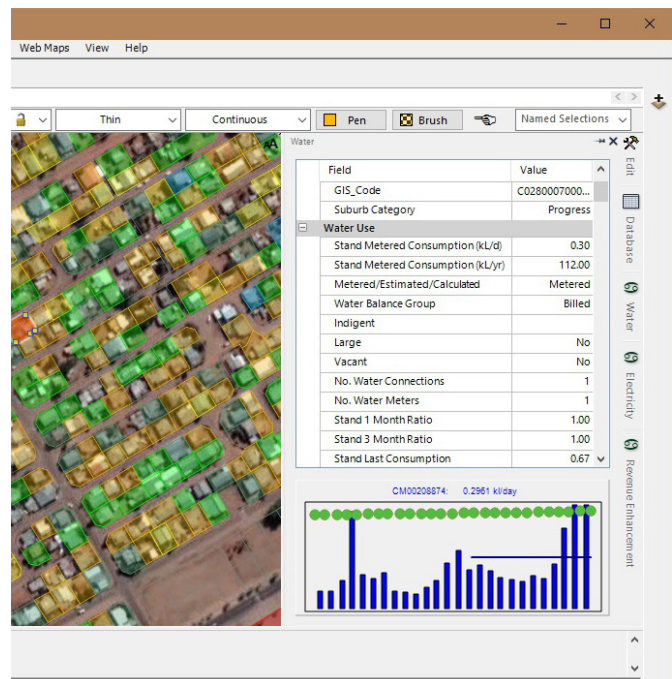 Web Maps View Help
Thin Continuous Pen Brush Named Selections
Water
Field Value
GIS_Code C0280007000...
Suburb Category Progress
Water Use
Stand Metered Consumption (kL/d) 0.30
Stand Metered Consumption (kL/yr) 112.00
Metered/Estimated/Calculated Metered
Water Balance Group Billed
Indigent
Large No
Vacant No
No. Water Connections 1
No. Water Meters 1
Stand 1 Month Ratio 1.00
Stand 3 Month Ratio 1.00
Stand Last Consumption 0.67
CM00208874: 0.2961 kl/day
Edit
Database
Water
Electricity
Revenue Enhancement